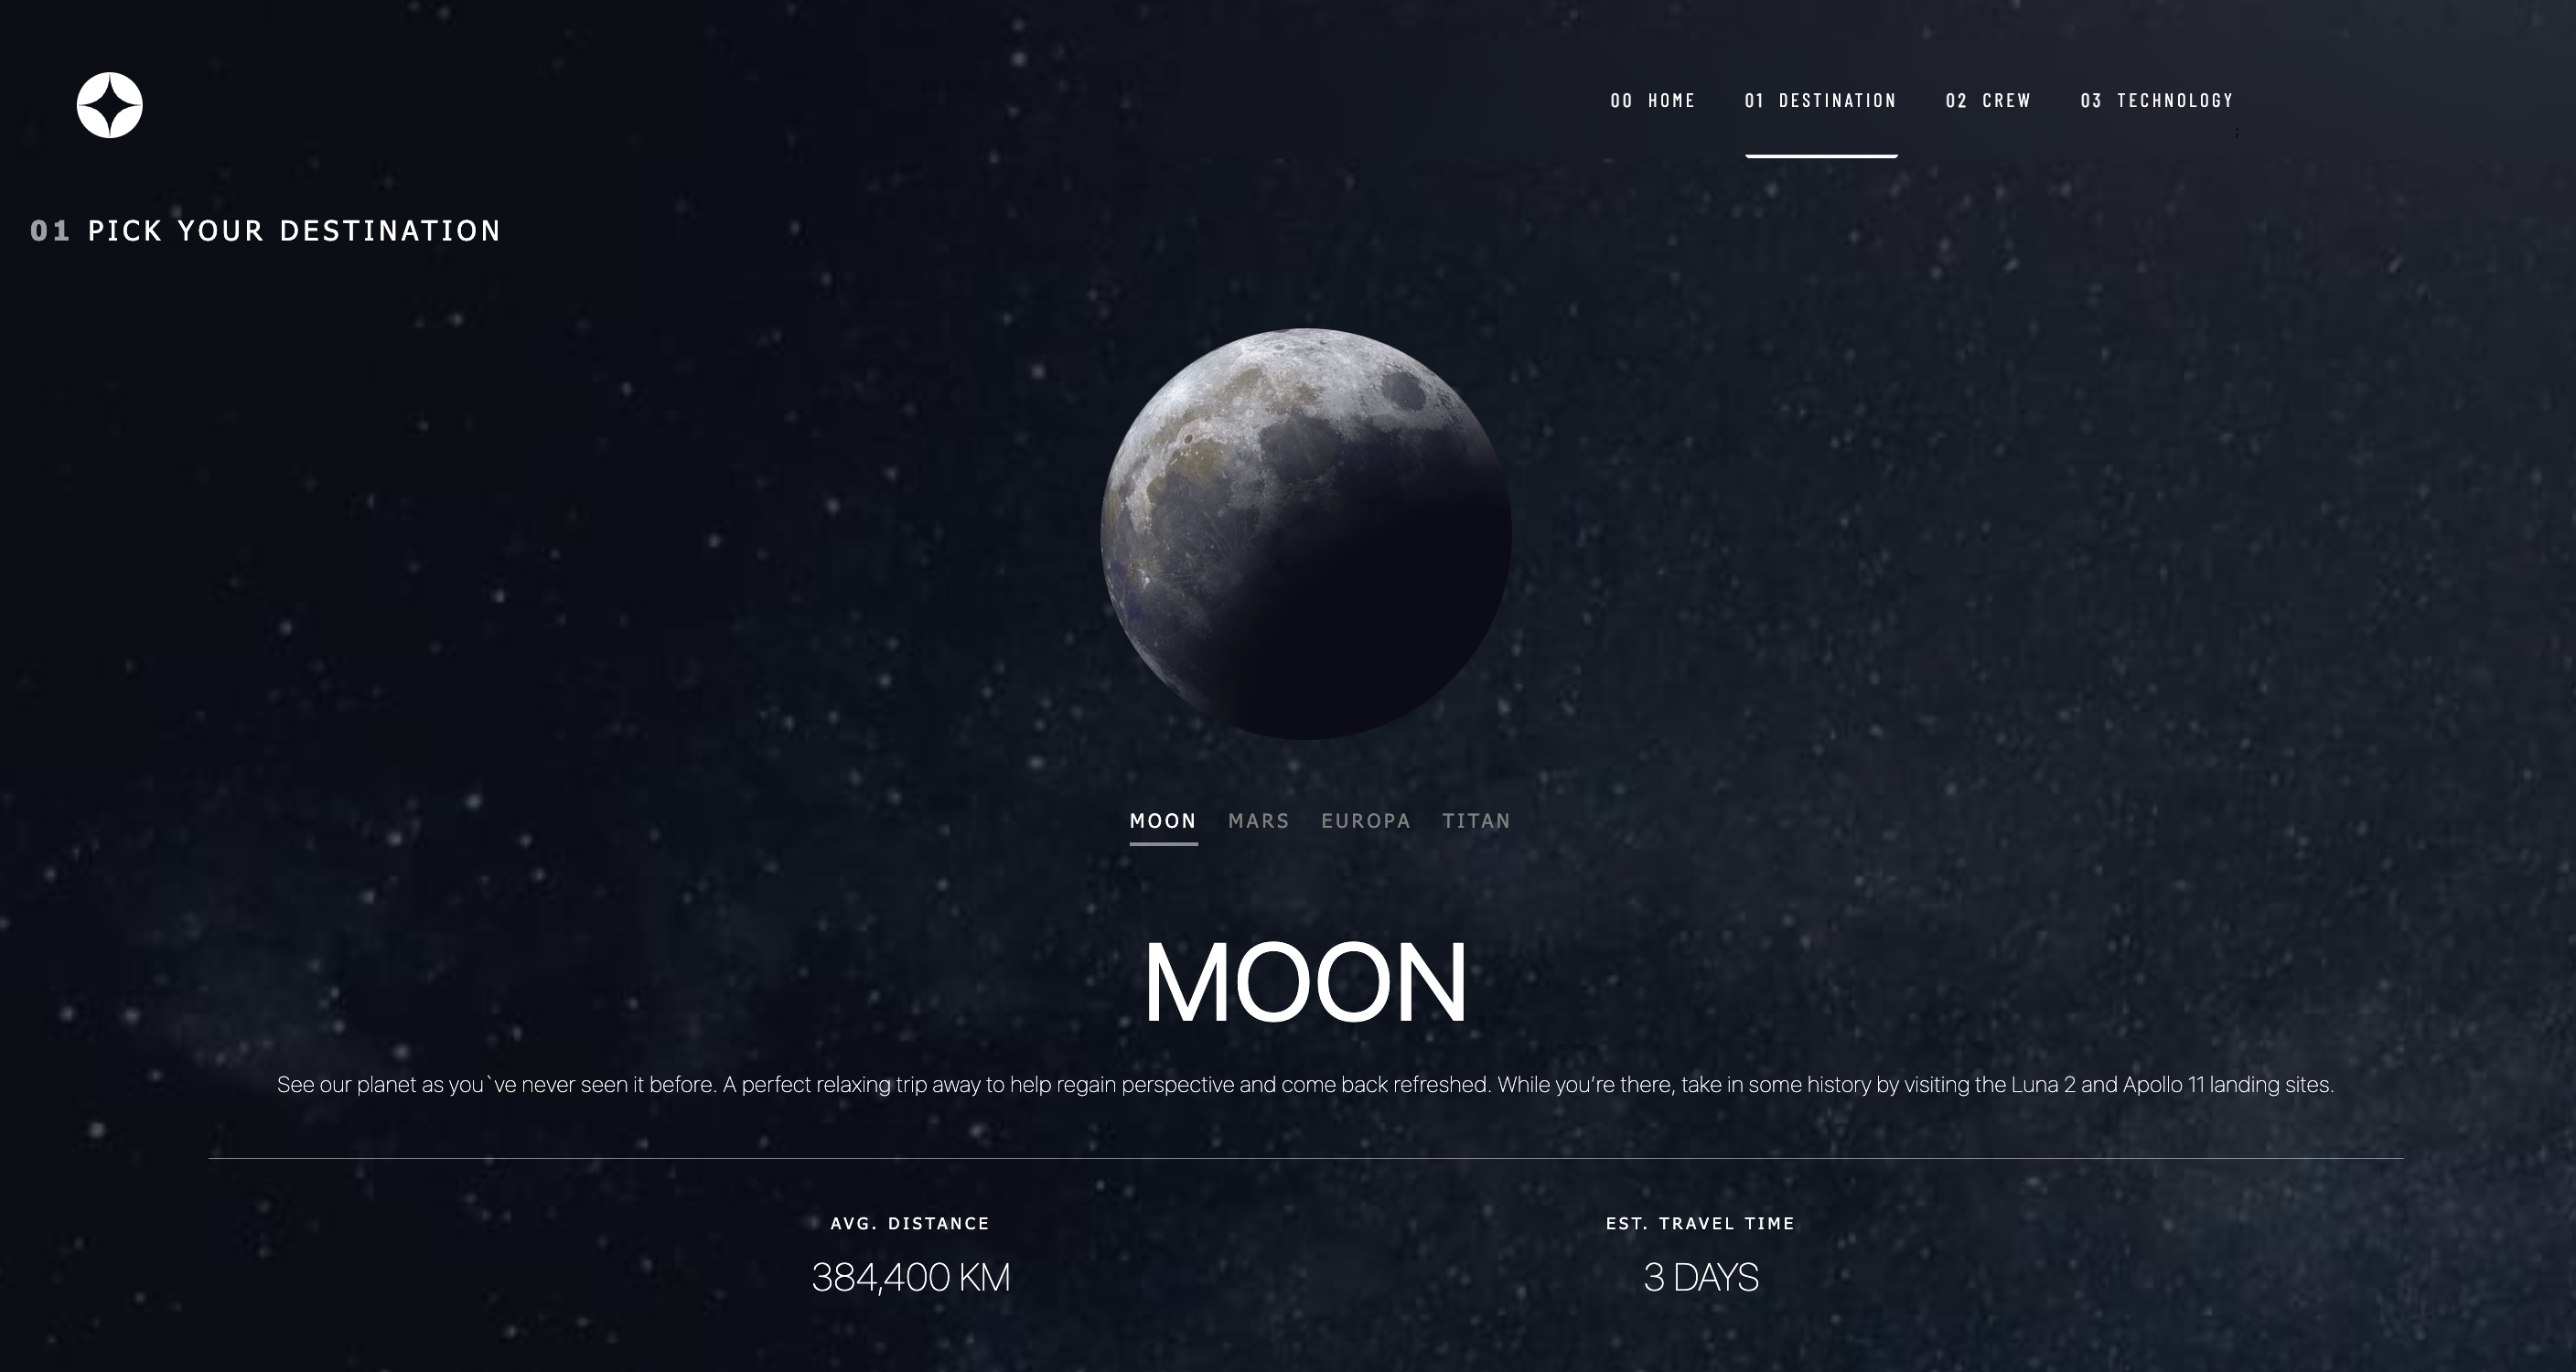 00 HOME 01 DESTINATION 02 CREW 03 TECHNOLOGY
;
01 PICK YOUR DESTINATION
MOON MARS EUROPA TITAN
MOON
See our planet as you`ve never seen it before. A perfect relaxing trip away to help regain perspective and come back refreshed. While you’re there, take in some history by visiting the Luna 2 and Apollo 11 landing sites.
AVG. DISTANCE EST. TRAVEL TIME
384,400 KM 3 DAYS